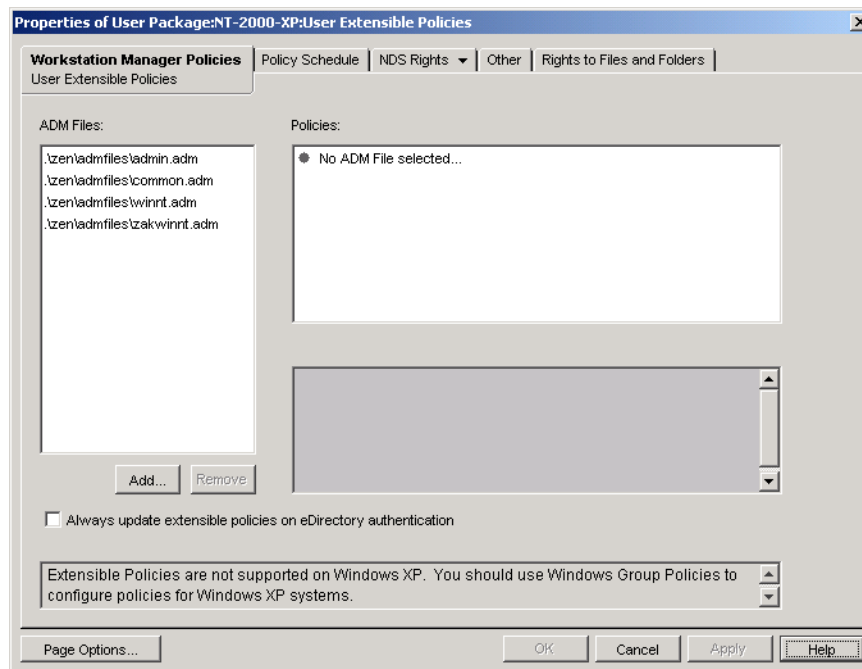 Properties of User Package:NT-2000-XP:User Extensible Policies
Workstation Manager Policies
User Extensible Policies
Policy Schedule
NDS Rights
Other
Rights to Files and Folders
ADM Files:
Policies:
.\zen\admfiles\admin.adm
.\zen\admfiles\common.adm
.\zen\admfiles\winnt.adm
.\zen\admfiles\zakwinnt.adm
No ADM File selected...
Add...
Remove
Always update extensible policies on eDirectory authentication
Extensible Policies are not supported on Windows XP. You should use Windows Group Policies to
configure policies for Windows XP systems.
Page Options...
OK
Cancel
Apply
Help